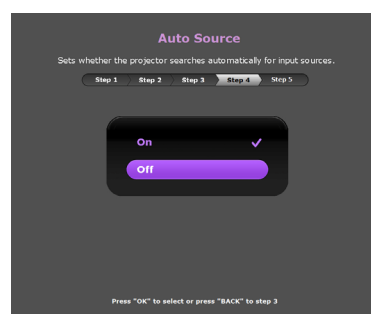 Auto Source
Sets whether the projector searches automatically for input sources.
Step 1 Step 2 Step 3 Step 4 Step 5
On
Off
Press "OK" to select or press "BACK" to step 3